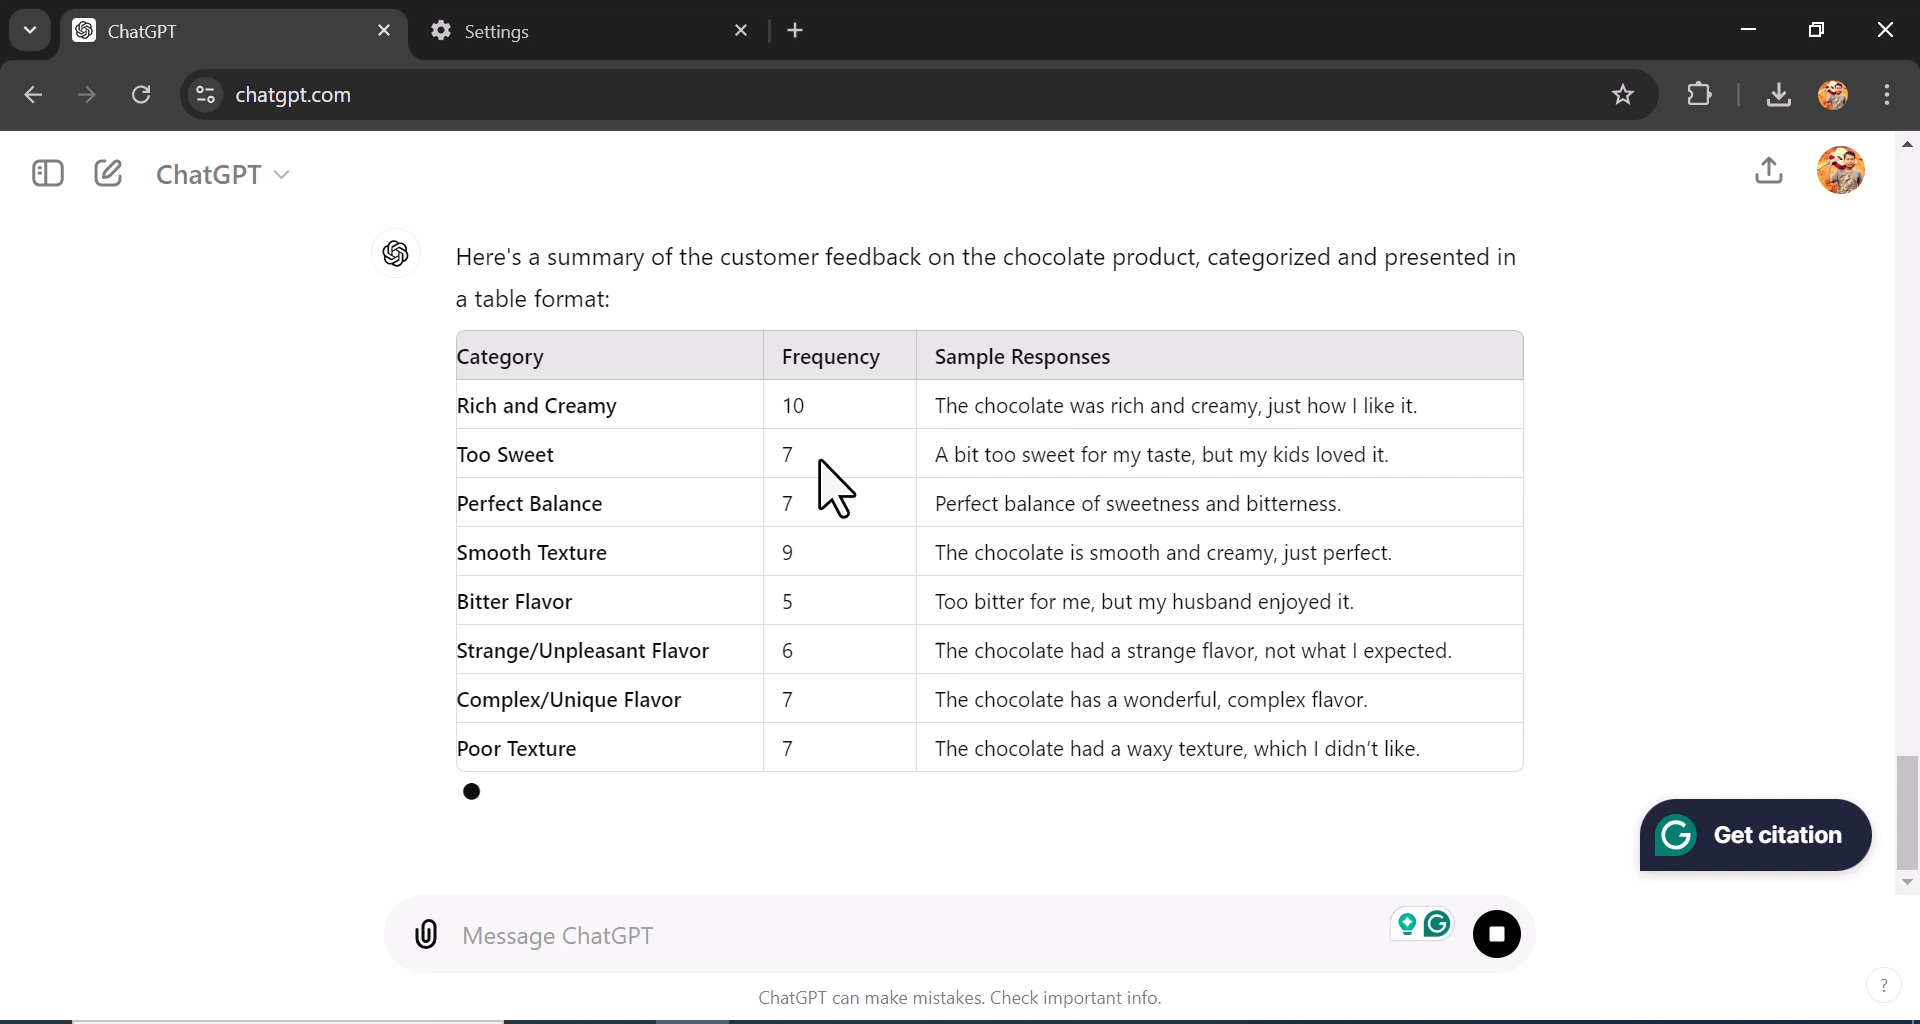 ChatGPT
Settings
chatgpt.com
ChatGPT
Here's a summary of the customer feedback on the chocolate product, categorized and presented in
a table format:
Category Frequency Sample Responses
Rich and Creamy 10 The chocolate was rich and creamy, just how I like it.
Too Sweet 7 A bit too sweet for my taste, but my kids loved it.
Perfect Balance 7 Perfect balance of sweetness and bitterness.
Smooth Texture 9 The chocolate is smooth and creamy, just perfect.
Bitter Flavor 5 Too bitter for me, but my husband enjoyed it.
Strange/Unpleasant Flavor 6 The chocolate had a strange flavor, not what I expected.
Complex/Unique Flavor 7 The chocolate has a wonderful, complex flavor.
Poor Texture 7 The chocolate had a waxy texture, which I didn’t like.
Get citation
Message ChatGPT
ChatGPT can make mistakes. Check important info.
?